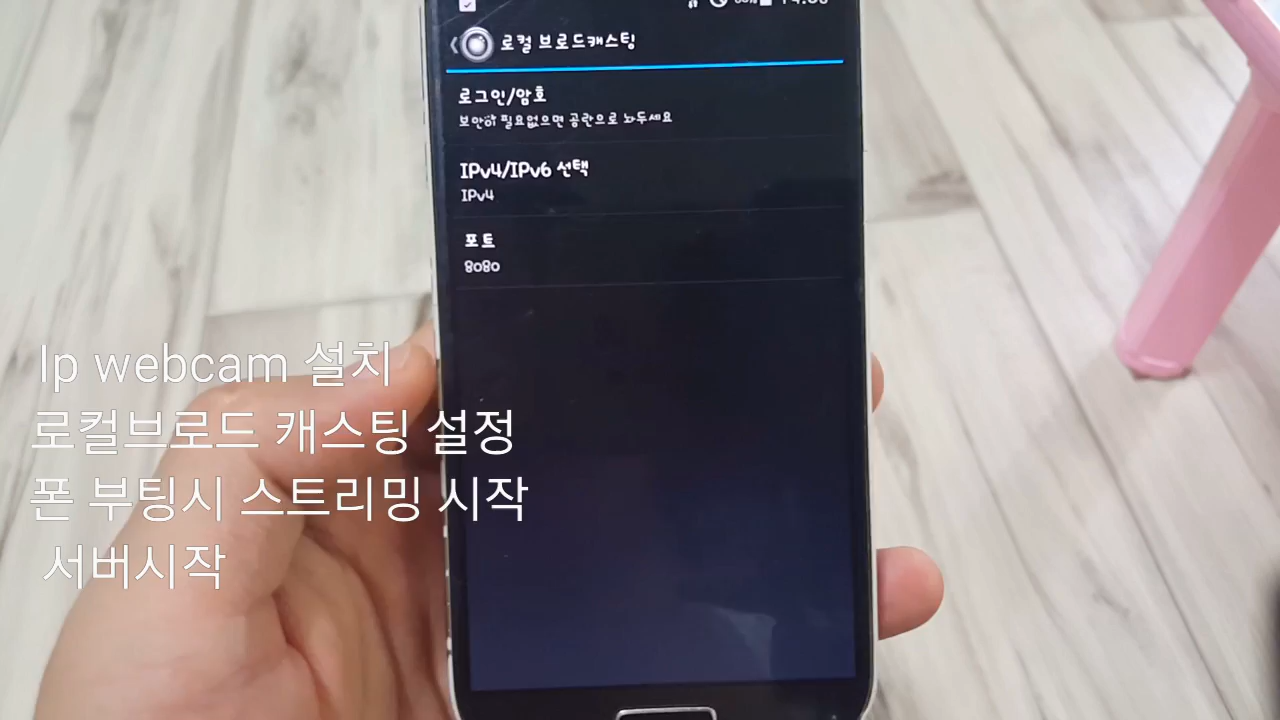 로컬 브로드캐스팅
로그인/암호
보안이 필요없으면 공란으로 놔두세요
IPv4/IPv6 선택
IPv4
포트
8080
Ip webcam 설치
로컬브로드 캐스팅 설정
폰 부팅시 스트리밍 시작
서버시작